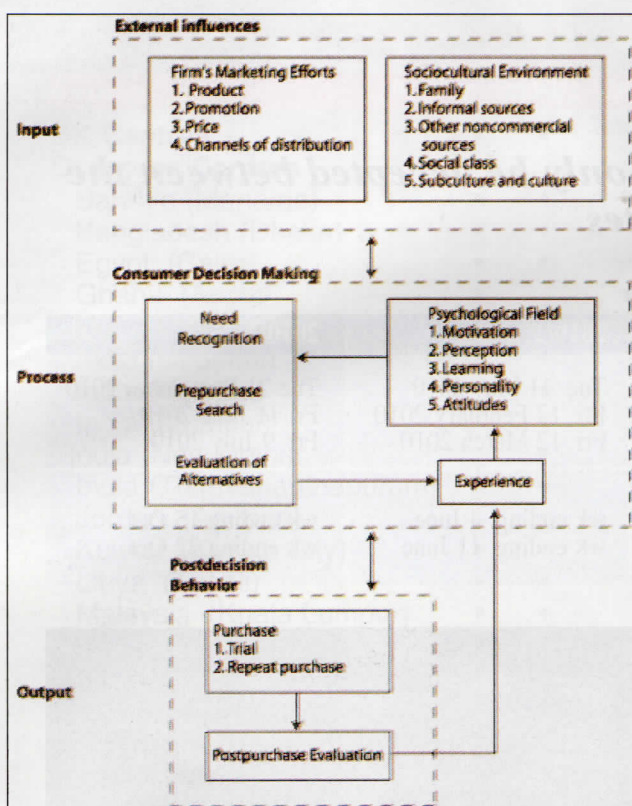 External influences
Firm's Marketing Efforts
1. Product
2. Promotion
3. Price
4. Channels of distribution
Sociocultural Environment
1. Family
2. Informal sources
3. Other noncommercial
sources
4. Social class
5. Subculture and culture
Input
Consumer Decision Making
Need
Recognition
Prepurchase
Search
Evaluation of
Alternatives
Psychological Field
1. Motivation
2. Perception
3. Learning
4. Personality
5. Attitudes
Experience
Process
Postdecision
Behavior
Purchase
1. Trial
2. Repeat purchase
Postpurchase Evaluation
Output